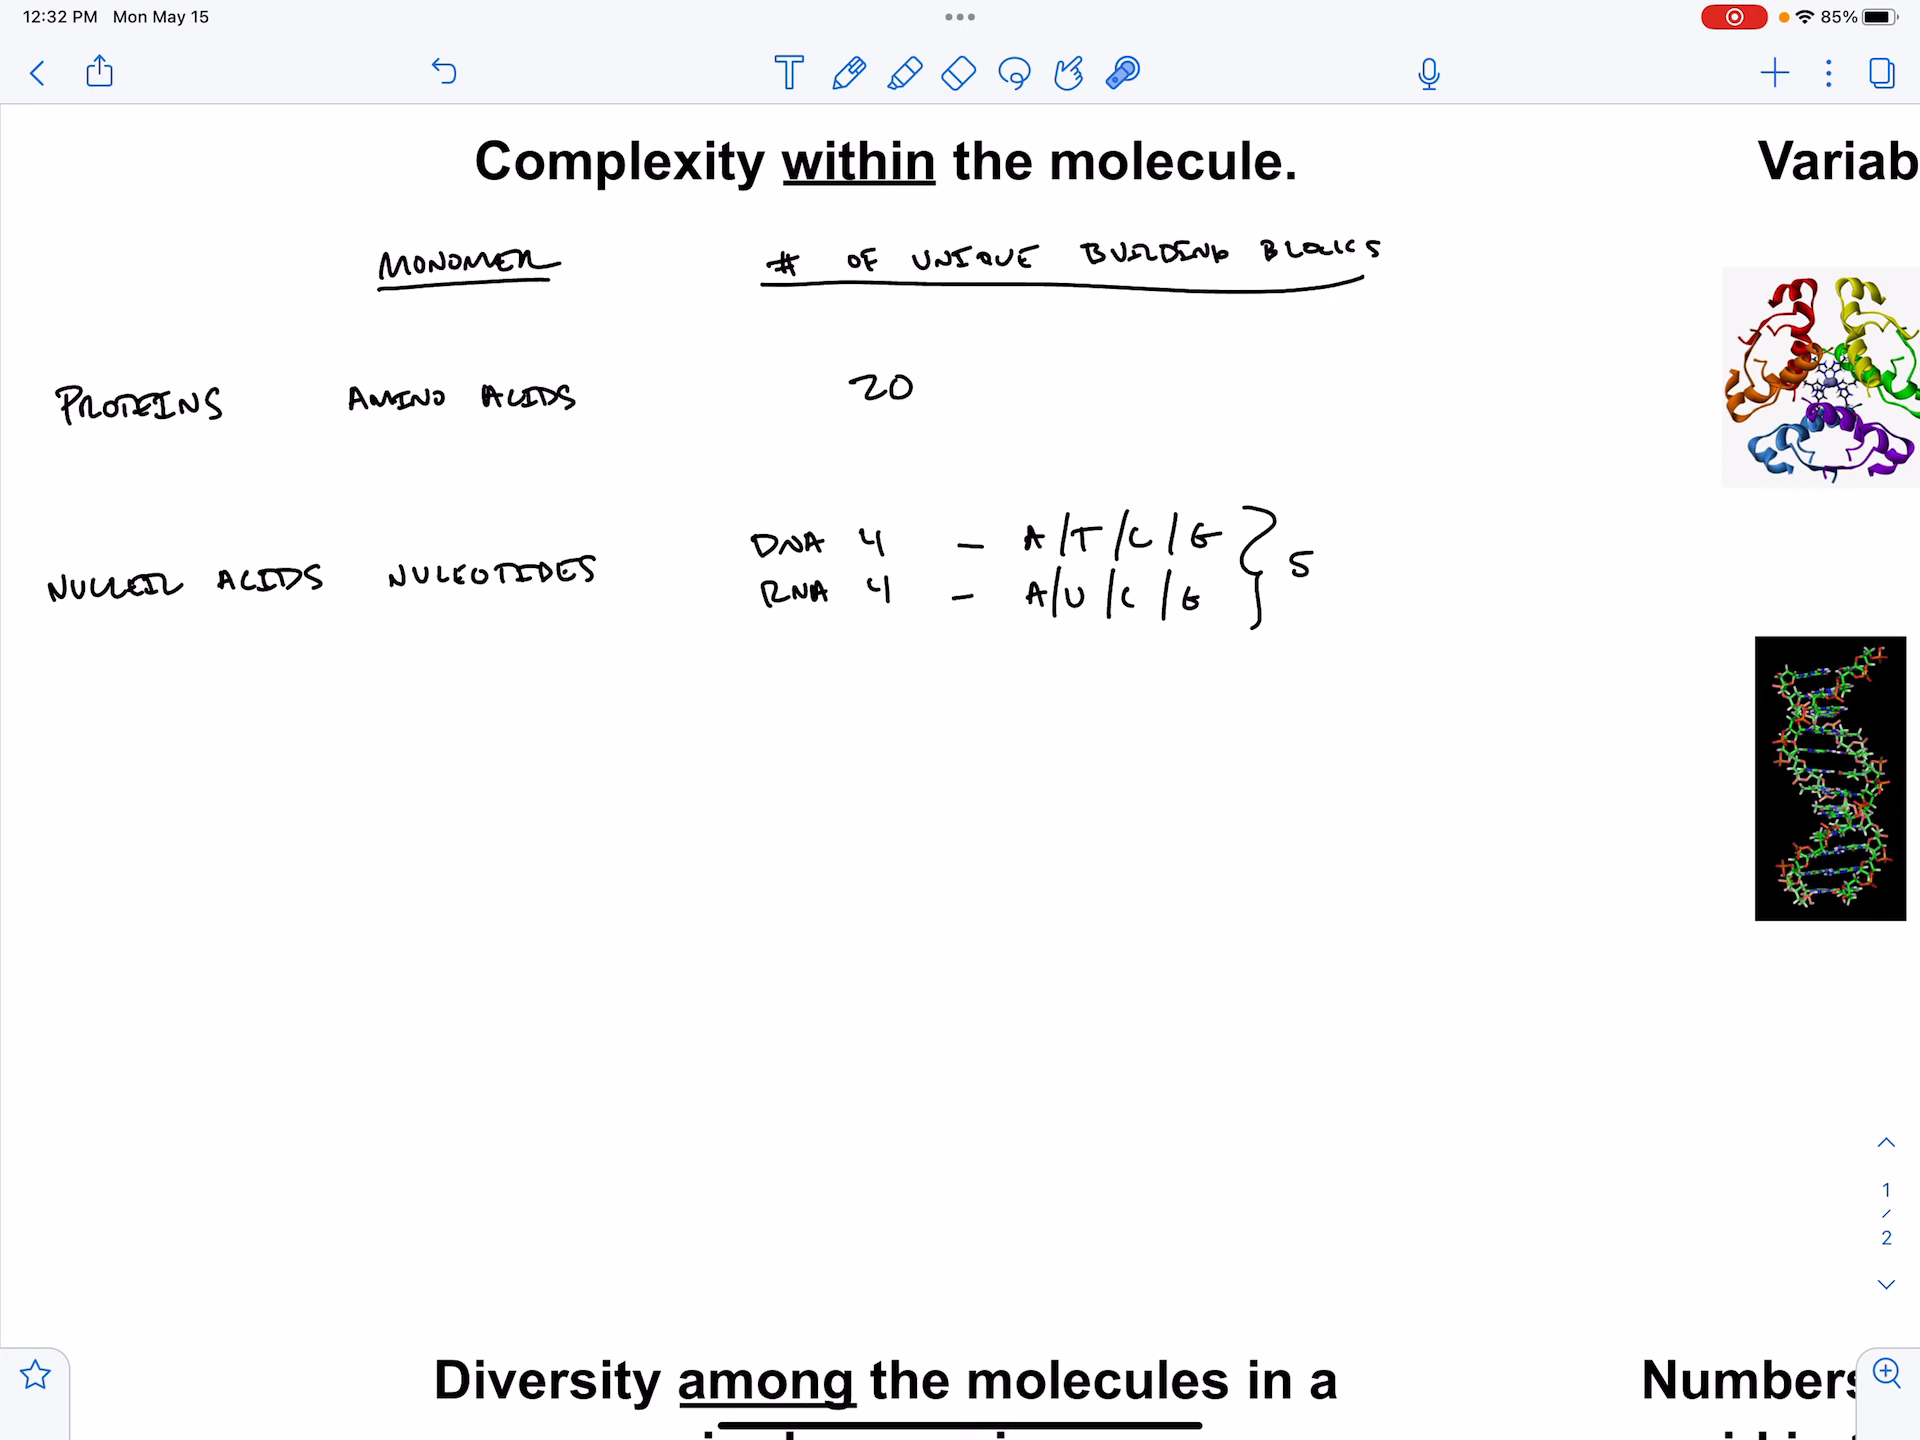 12:32 PM Mon May 15
85%
Complexity within the molecule.
Variab
MONOMER # OF UNIQUE BUILDING BLOCKS
PROTEINS AMINO ACIDS 20
DNA 4 – A/T/C/G } 5
NUCLEIC ACIDS NUCLEOTIDES
RNA 4 – A/U/C/G
1
/
2
Diversity among the molecules in a
Numbers